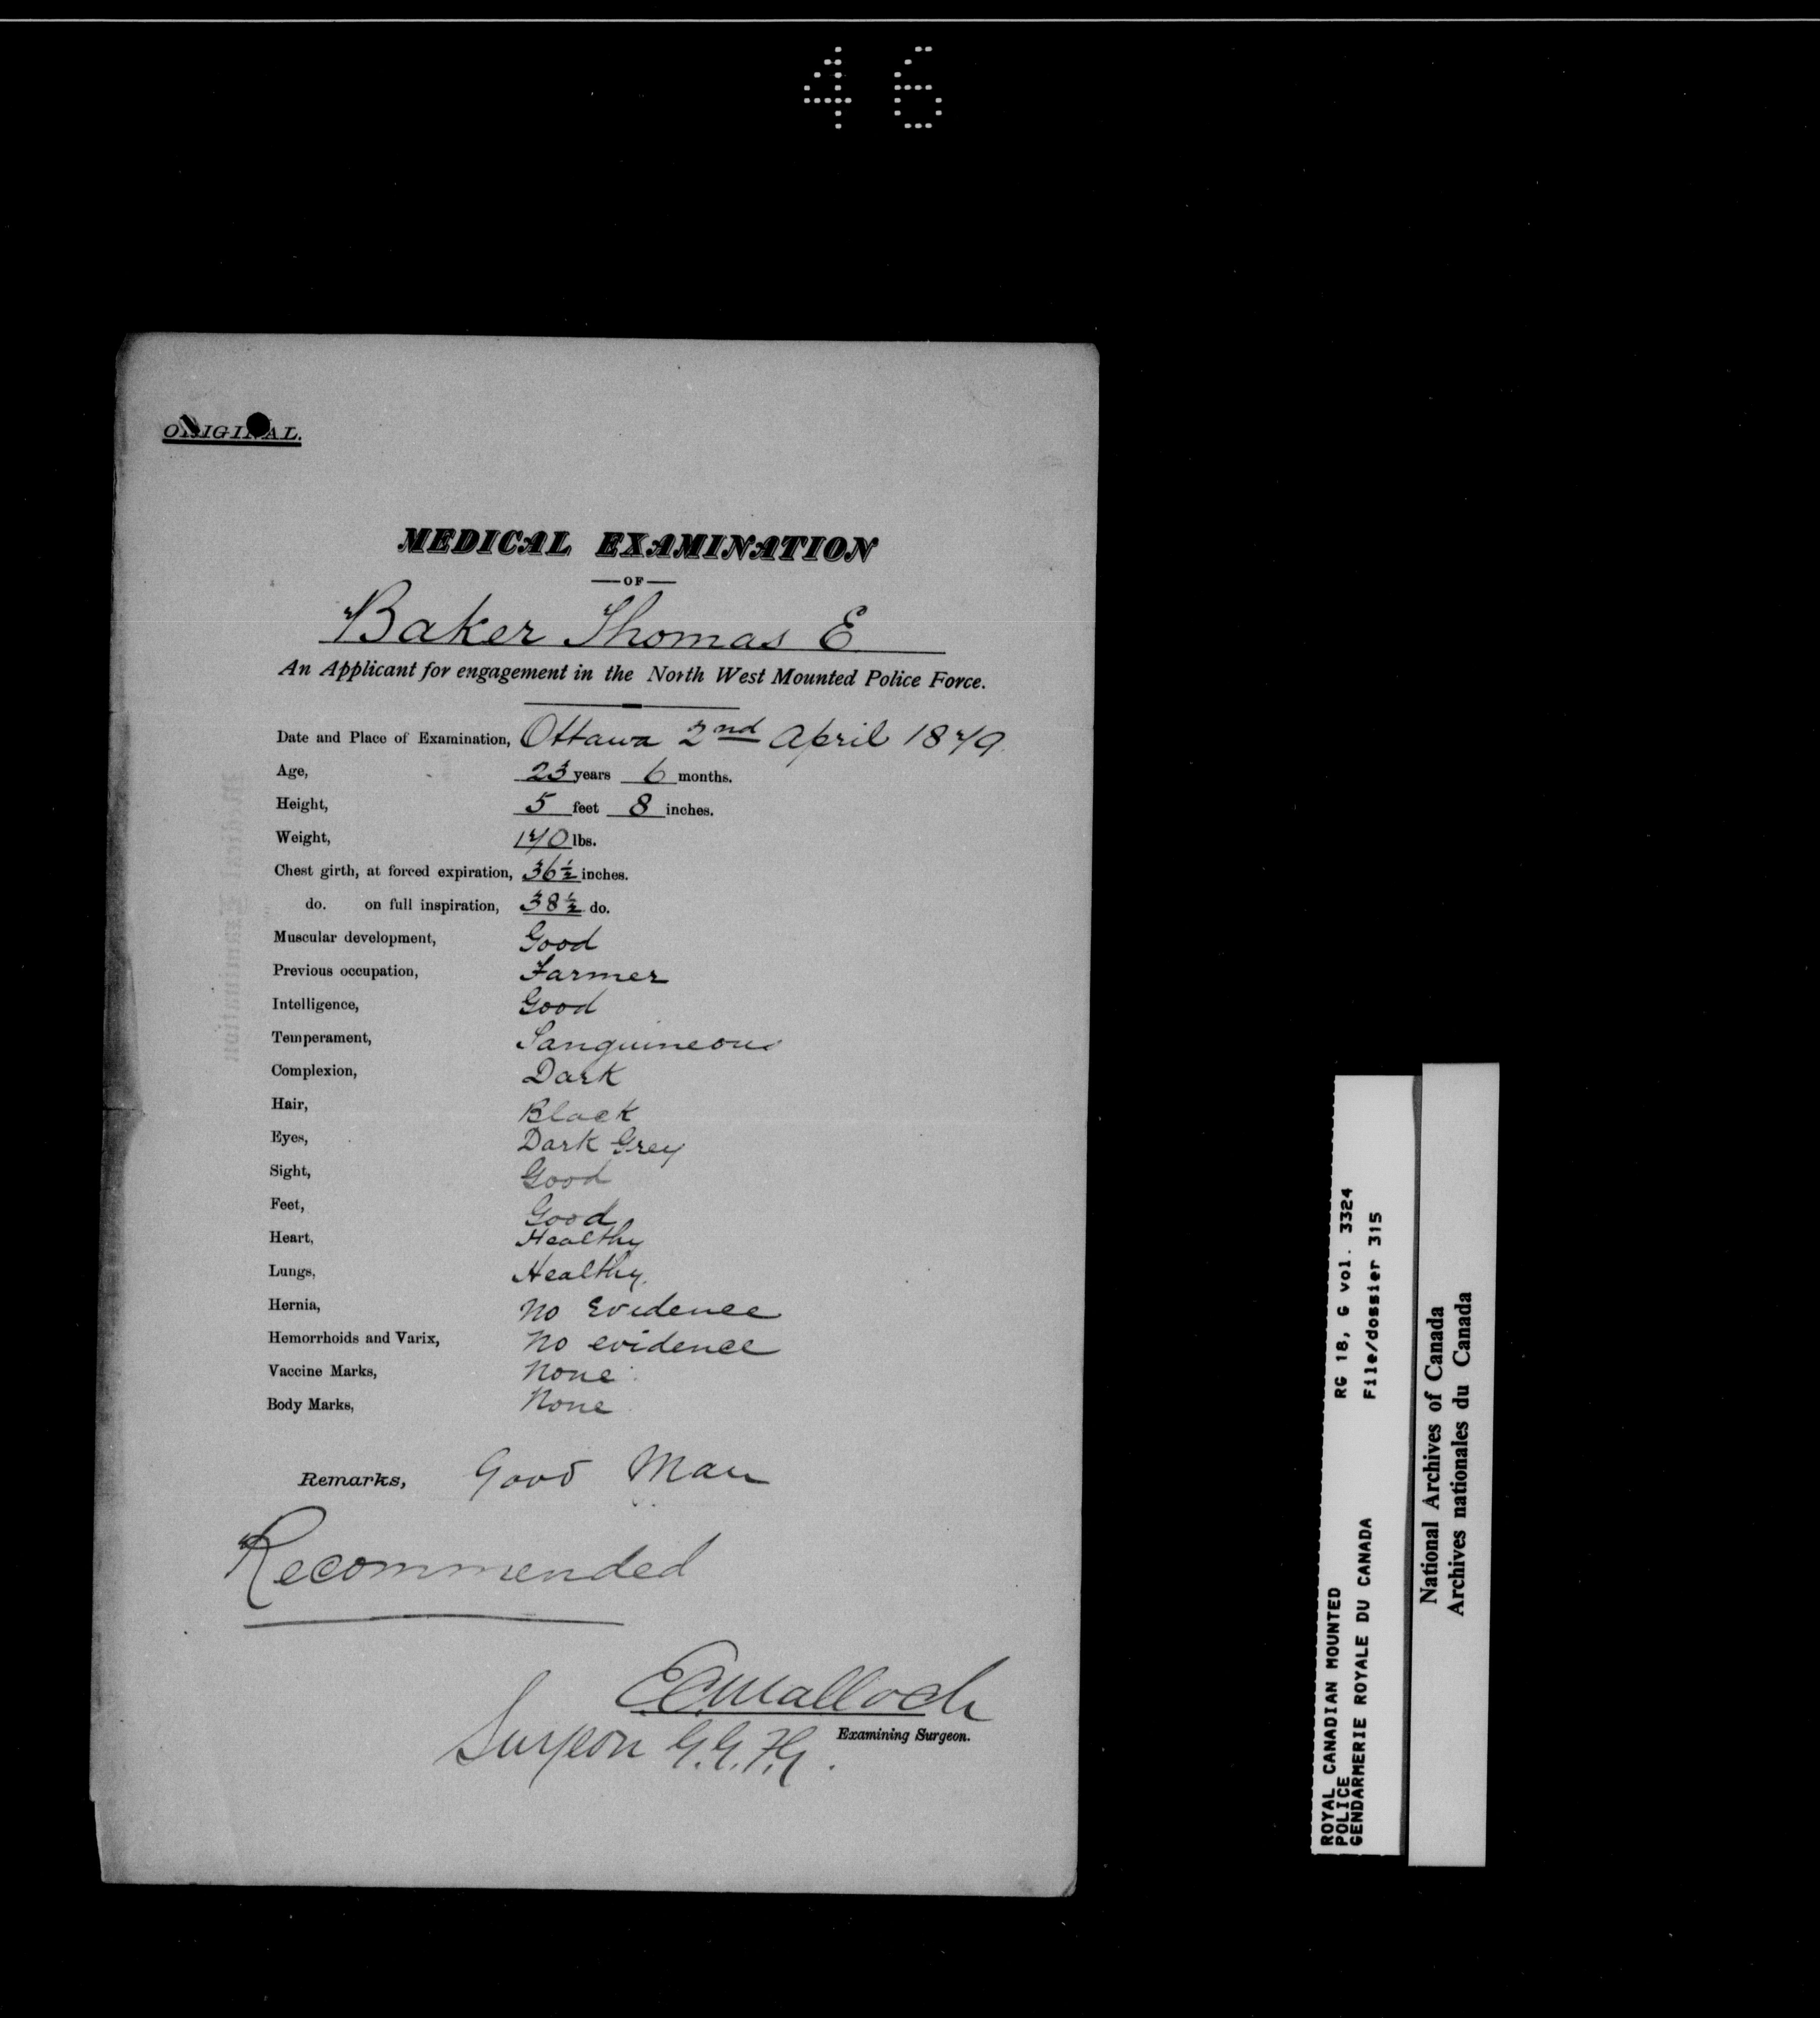 46
ORIGINAL.
MEDICAL EXAMINATION
—OF—
Baker Thomas E
An Applicant for engagement in the North West Mounted Police Force.
Date and Place of Examination, Ottawa 2nd April 1879
Age, 23 years 6 months.
Height, 5 feet 8 inches.
Weight, 170 lbs.
Chest girth, at forced expiration, 36½ inches.
do. on full inspiration, 38½ do.
Muscular development, Good
Previous occupation, Farmer
Intelligence, Good
Temperament, Sanguineous
Complexion, Dark
Hair, Black
Eyes, Dark Grey
Sight, Good
Feet, Good
Heart, Healthy
Lungs, Healthy.
Hernia, No Evidence
Hemorrhoids and Varix, No evidence
Vaccine Marks, None
Body Marks, None
Remarks, Good Man
Recommended
E.C. Malloch
Examining Surgeon.
Surgeon G.G.F.G.
ROYAL CANADIAN MOUNTED RG 18, G vol. 3324
POLICE
GENDARMERIE ROYALE DU CANADA File/dossier 315
National Archives of Canada
Archives nationales du Canada
Medical Examination